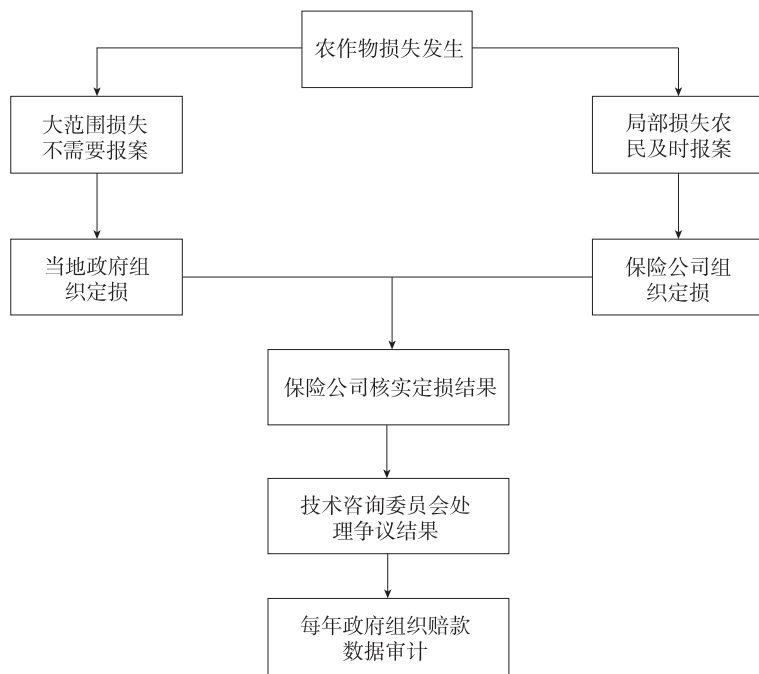 农作物损失发生
大范围损失
不需要报案
局部损失农
民及时报案
当地政府组
织定损
保险公司组
织定损
保险公司核实定损结果
技术咨询委员会处
理争议结果
每年政府组织赔款
数据审计